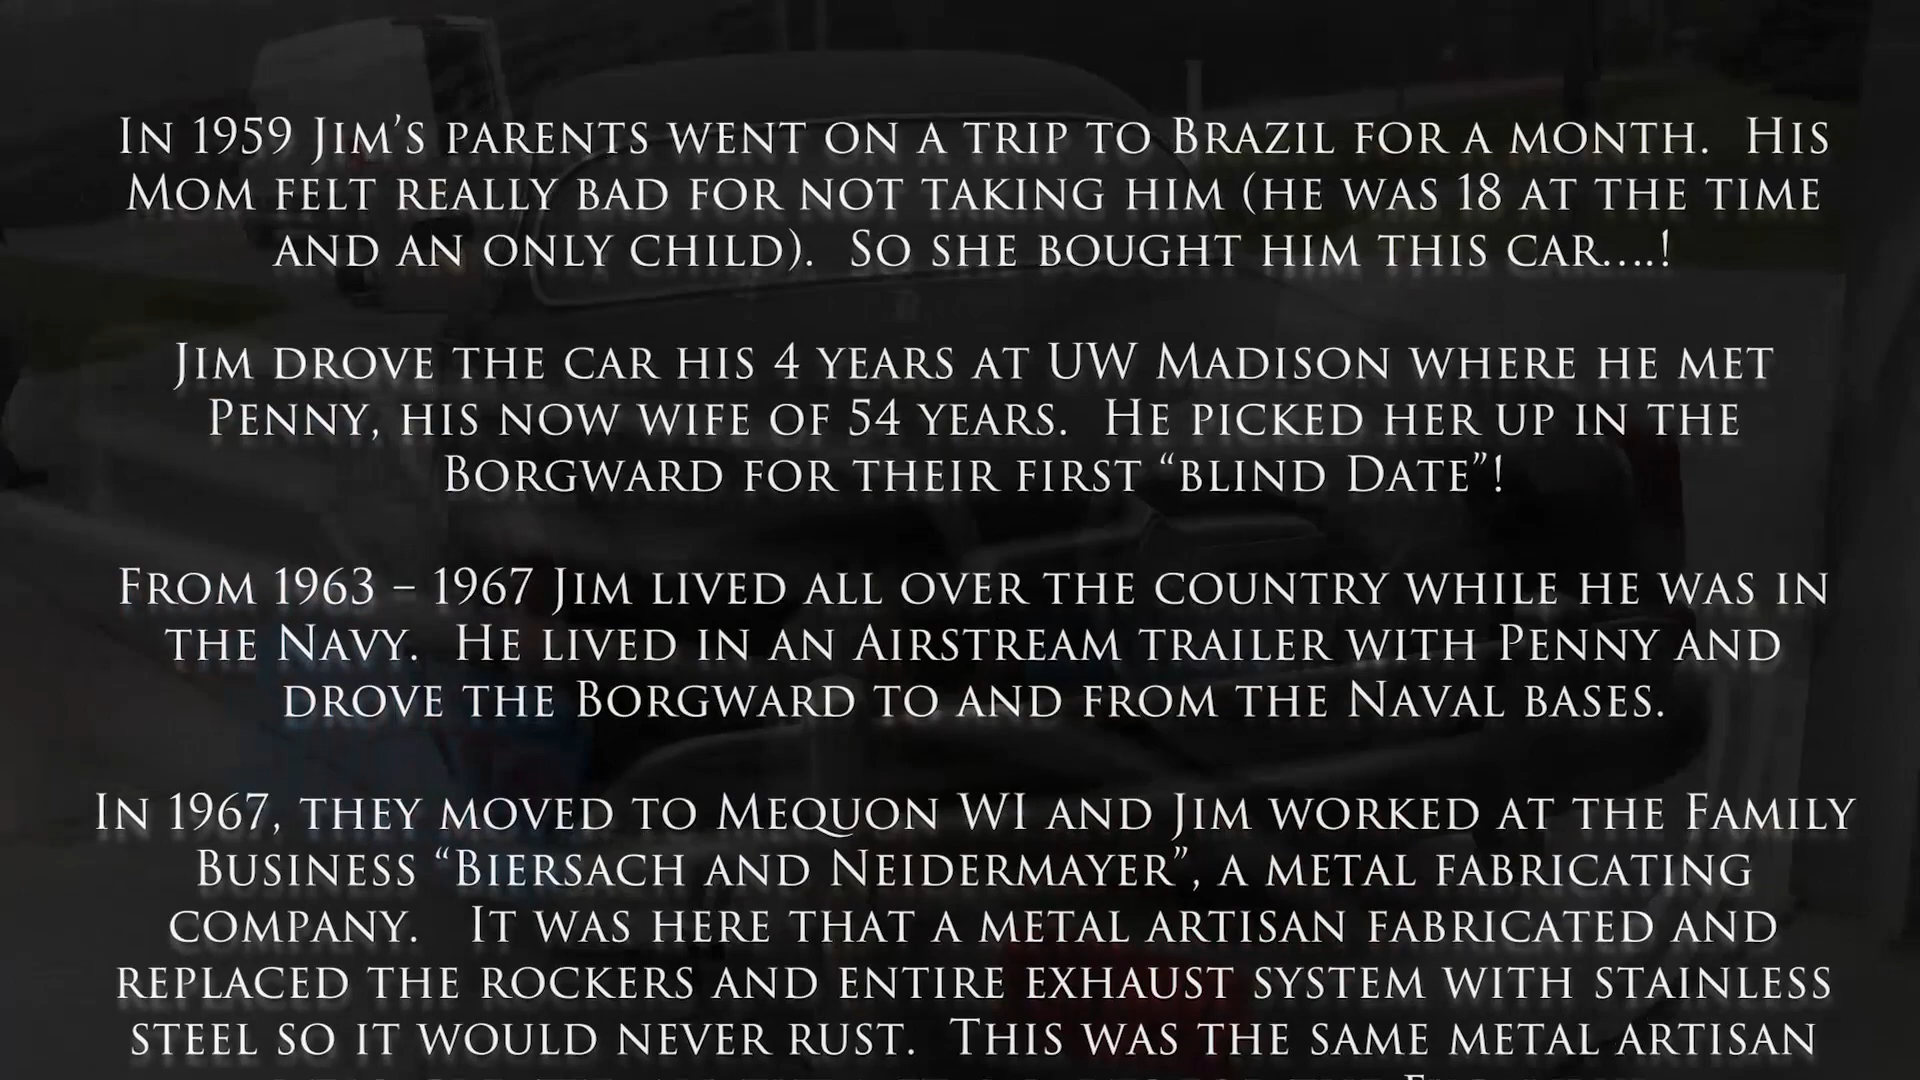 In 1959 Jim's parents went on a trip to Brazil for a month. His
Mom felt really bad for not taking him (he was 18 at the time
and an only child). So she bought him this car....!
Jim drove the car his 4 years at UW Madison where he met
Penny, his now wife of 54 years. He picked her up in the
Borgward for their first “blind Date”!
From 1963 – 1967 Jim lived all over the country while he was in
the Navy. He lived in an Airstream trailer with Penny and
drove the Borgward to and from the Naval bases.
In 1967, they moved to Mequon WI and Jim worked at the Family
Business “Biersach and Neidermayer”, a metal fabricating
company. It was here that a metal artisan fabricated and
replaced the rockers and entire exhaust system with stainless
steel so it would never rust. This was the same metal artisan